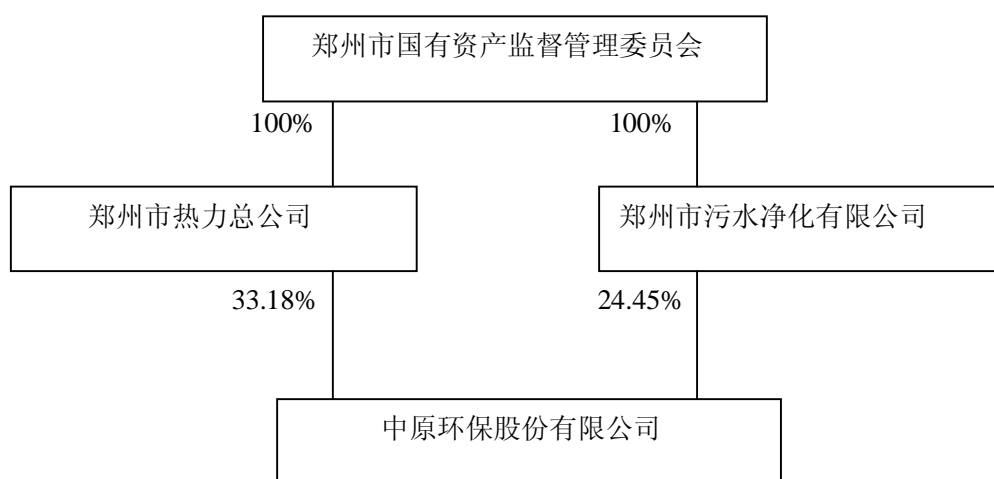 郑州市国有资产监督管理委员会
100%
100%
郑州市热力总公司
郑州市污水净化有限公司
33.18%
24.45%
中原环保股份有限公司